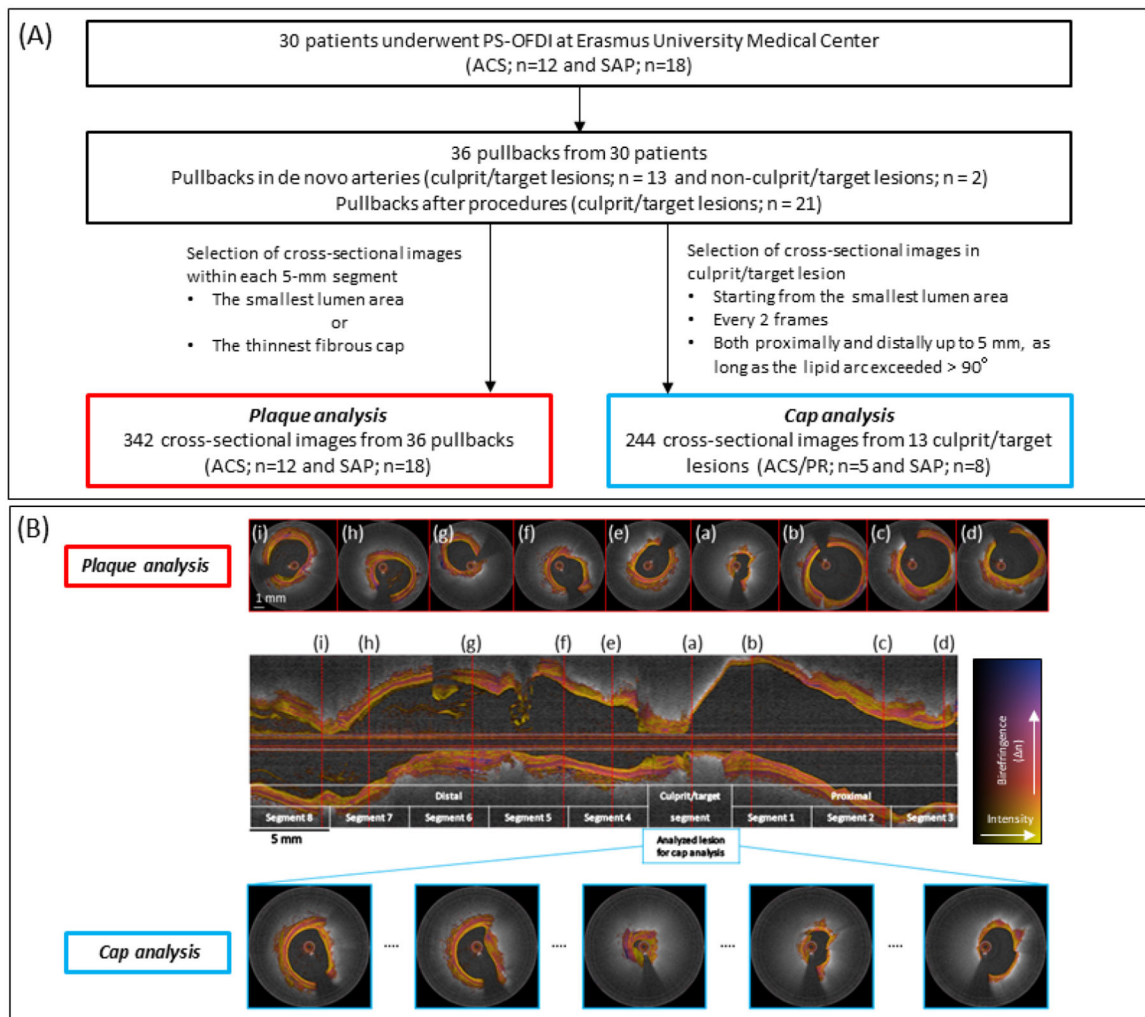 (A)
30 patients underwent PS-OFDI at Erasmus University Medical Center
(ACS; n=12 and SAP; n=18)
36 pullbacks from 30 patients
Pullbacks in de novo arteries (culprit/target lesions; n = 13 and non-culprit/target lesions; n = 2)
Pullbacks after procedures (culprit/target lesions; n = 21)
Selection of cross-sectional images
within each 5-mm segment
• The smallest lumen area
or
• The thinnest fibrous cap
Selection of cross-sectional images in
culprit/target lesion
• Starting from the smallest lumen area
• Every 2 frames
• Both proximally and distally up to 5 mm, as
long as the lipid arc exceeded > 90°
Plaque analysis
342 cross-sectional images from 36 pullbacks
(ACS; n=12 and SAP; n=18)
Cap analysis
244 cross-sectional images from 13 culprit/target
lesions (ACS/PR; n=5 and SAP; n=8)
(B)
Plaque analysis
(i) (h) (g) (f) (e) (a) (b) (c) (d)
1 mm
(i) (h) (g) (f) (e) (a) (b) (c) (d)
Birefringence
(Δn)
Intensity
Distal Culprit/target Proximal
Segment 8 Segment 7 Segment 6 Segment 5 Segment 4 segment Segment 1 Segment 2 Segment 3
5 mm
Analyzed lesion
for cap analysis
Cap analysis
.... .... .... ....